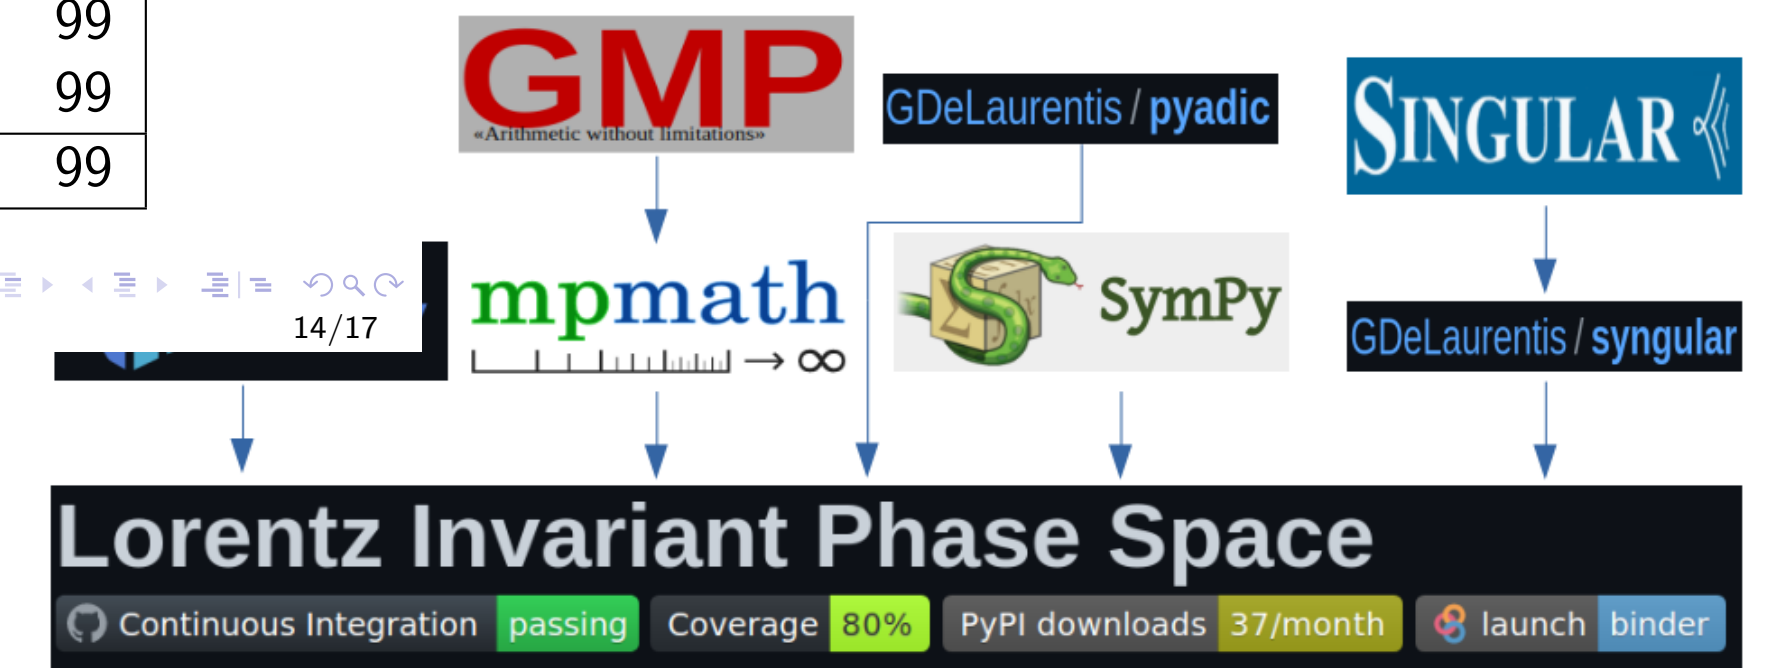 99
99
99
GMP
«Arithmetic without limitations»
GDeLaurentis / pyadic
SINGULAR
14/17
mpmath
→ ∞
SymPy
GDeLaurentis / syngular
Lorentz Invariant Phase Space
Continuous Integration passing
Coverage 80%
PyPI downloads 37/month
launch binder